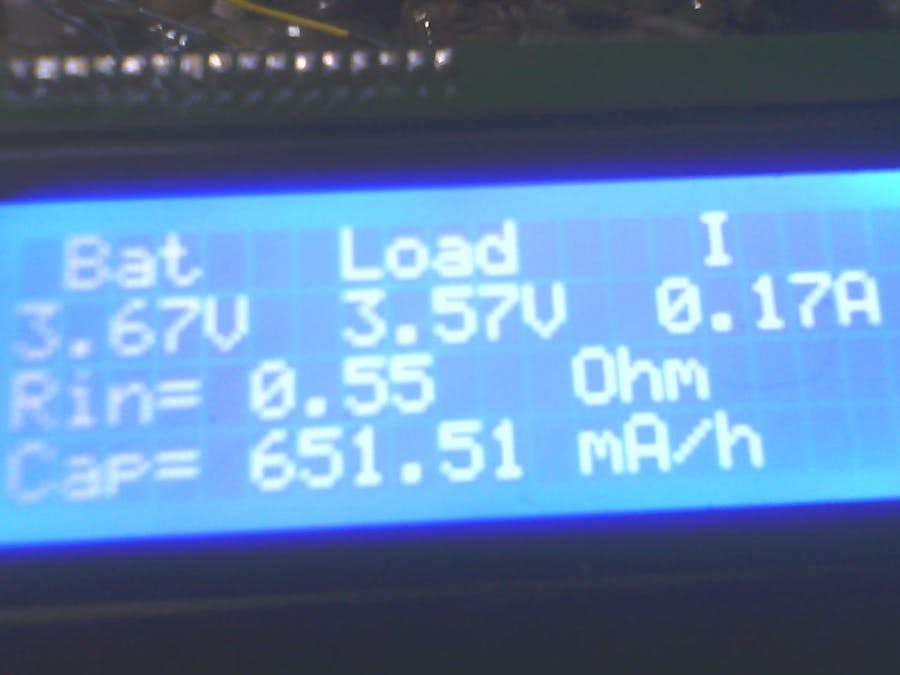 Bat Load I
3.67V 3.57V 0.17A
Rin= 0.55 Ohm
Cap= 651.51 mA/h